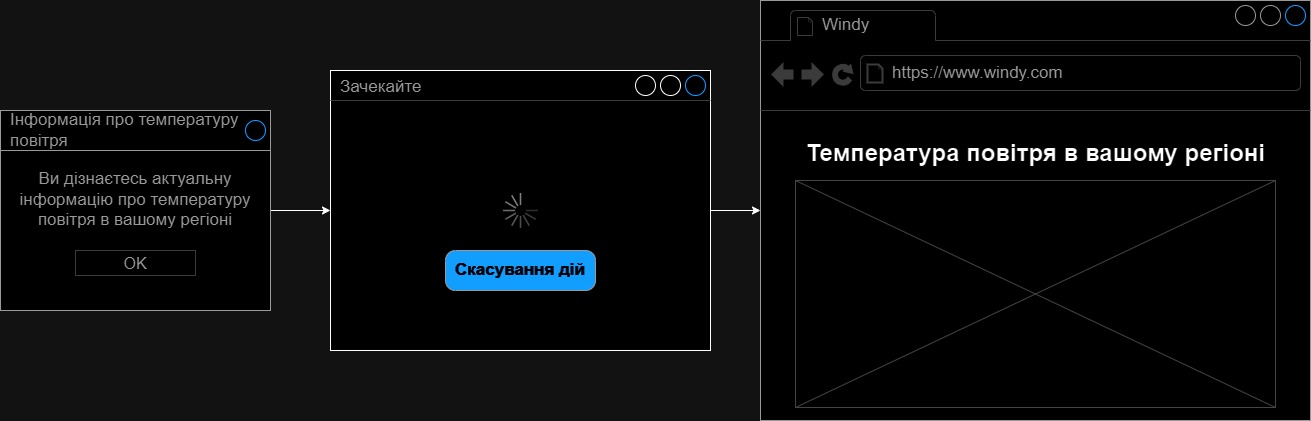 Інформація про температуру
повітря
Ви дізнаєтесь актуальну
інформацію про температуру
повітря в вашому регіоні
OK
Зачекайте
Скасування дій
Windy
https://www.windy.com
Температура повітря в вашому регіоні